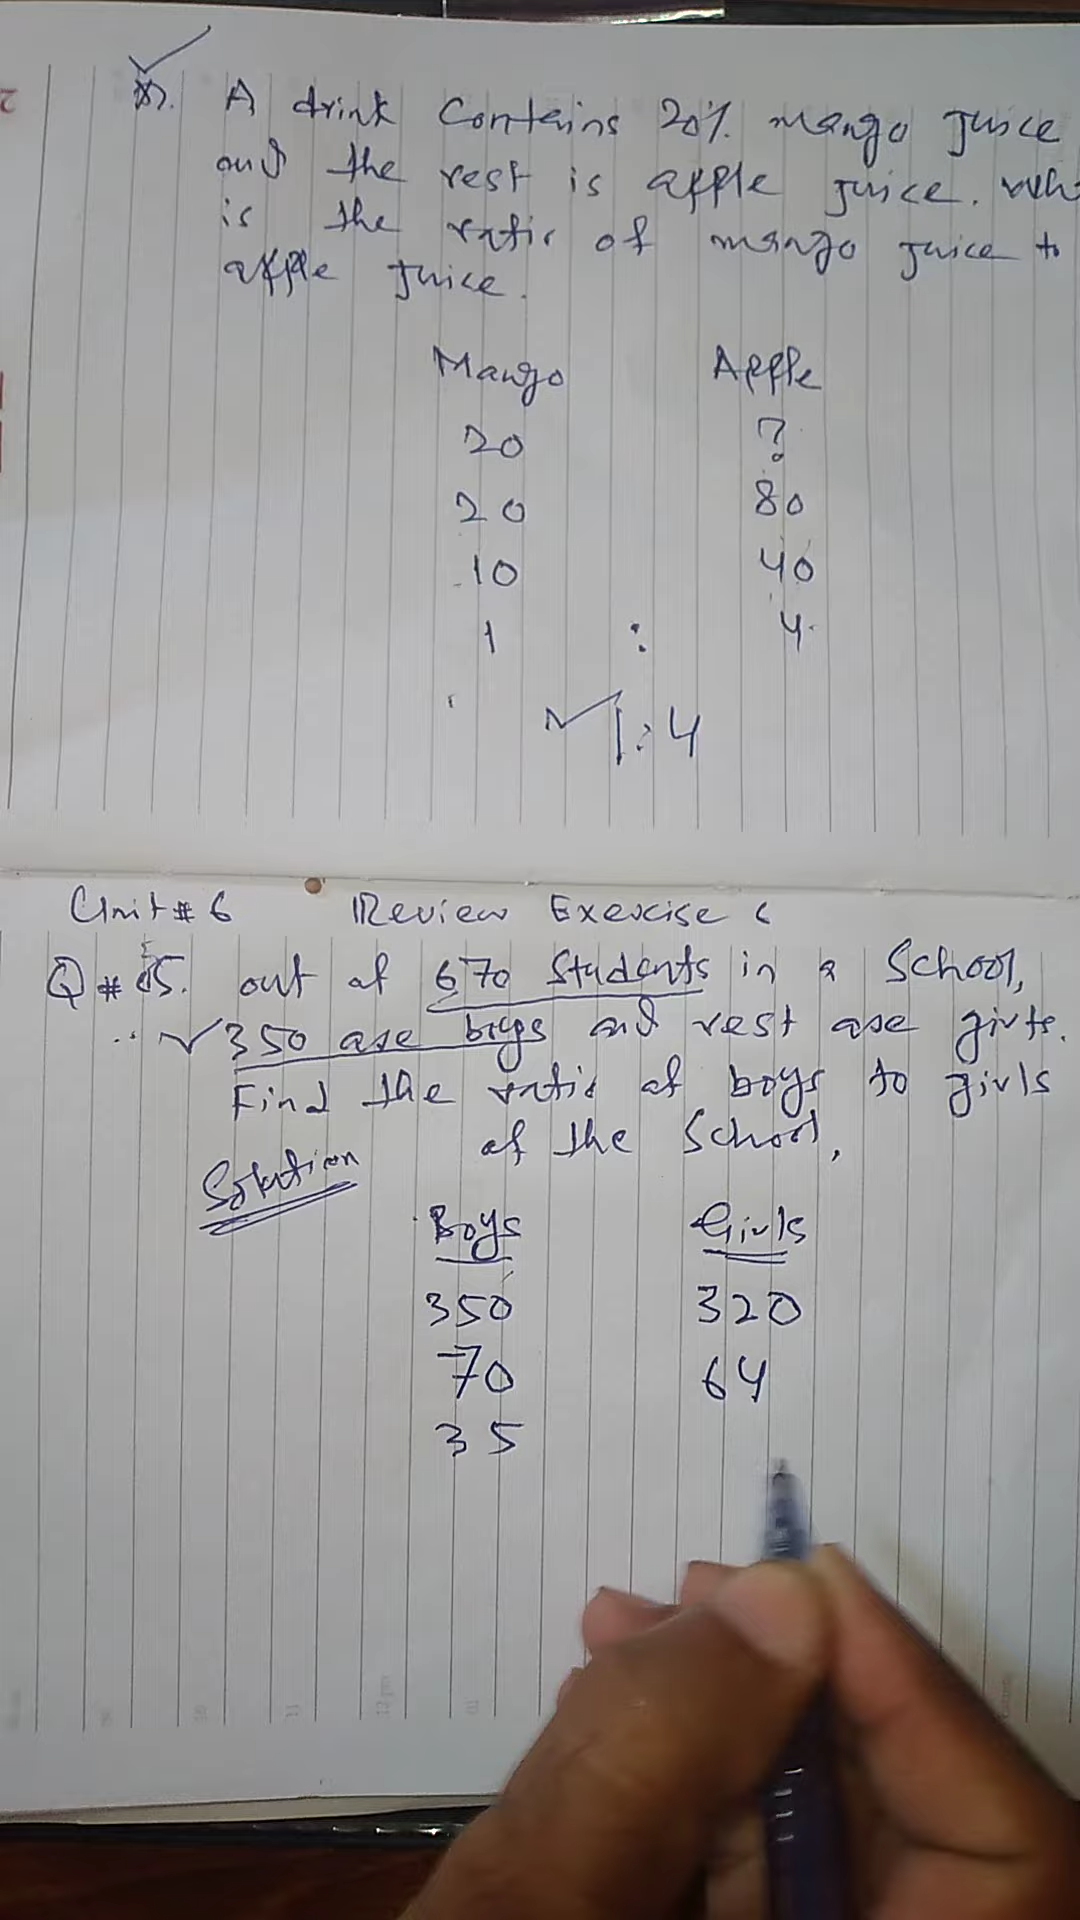 A drink Contains 20% mango juice
and the rest is apple juice.
is the ratio of mango juice to
apple juice.
Mango Apple
20 ?
20 80
10 40
1 : 4
1:4
Unit # 6 Review Exercise 6
Q # 5. out of 670 students in a School,
350 are boys and rest are girls.
Find the ratio of boys to girls
of the School,
Solution
Boys Girls
350 320
70 64
35